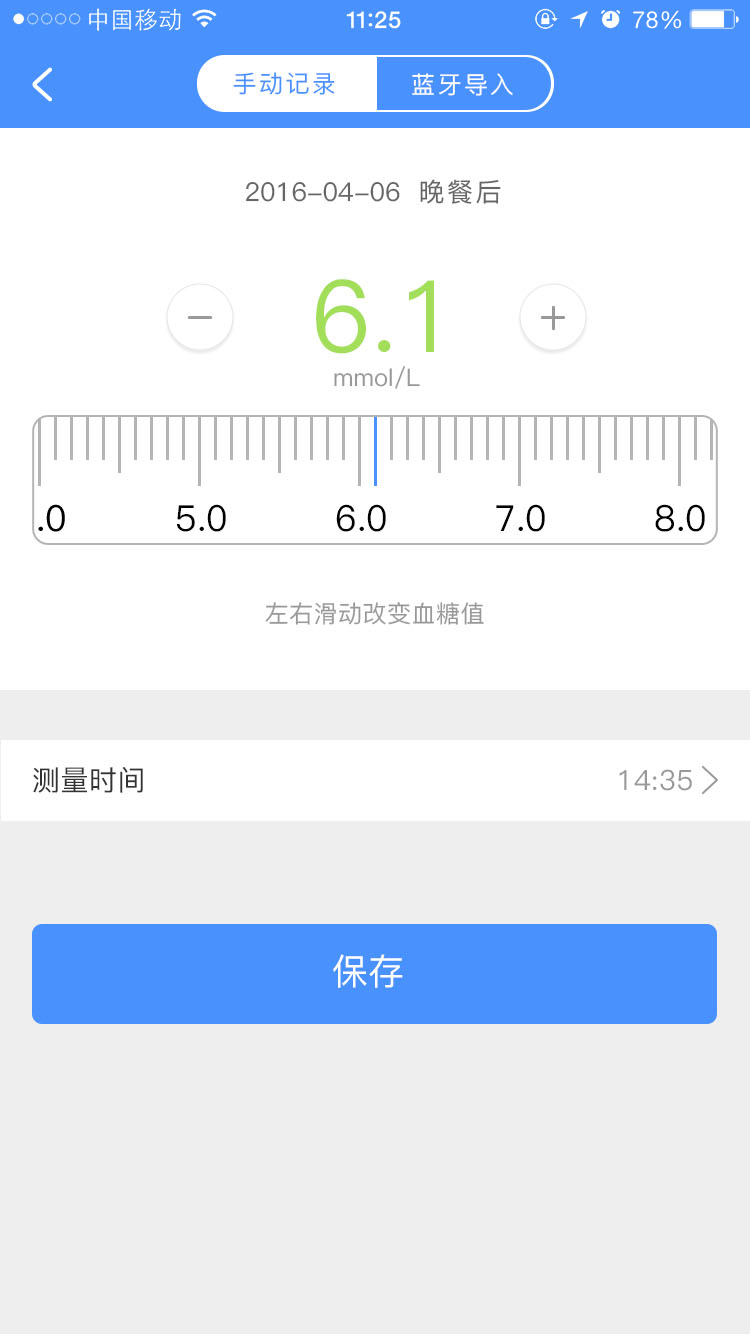 中国移动 11:25 78%
手动记录 蓝牙导入
2016-04-06 晚餐后
6.1
mmol/L
.0 5.0 6.0 7.0 8.0
左右滑动改变血糖值
测量时间 14:35
保存